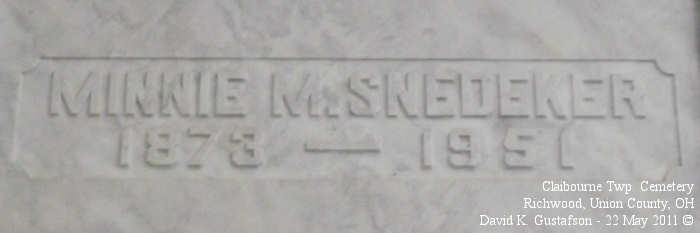 MINNIE M. SNEDEKER
1873 — 1951
Claibourne Twp Cemetery
Richwood, Union County, OH
David K. Gustafson - 22 May 2011 ©